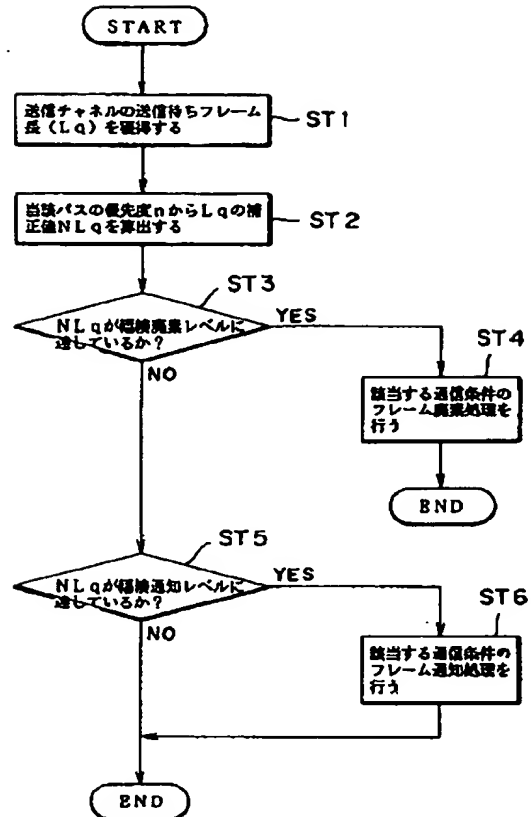 START
送信チャネルの送信待ちフレーム
長(Lq)を獲得する
ST1
当該パスの優先度nからLqの補
正値NLqを算出する
ST2
ST3
NLqが輻輳廃棄レベルに
達しているか?
YES
NO
ST4
該当する通信条件の
フレーム廃棄処理を
行う
END
ST5
NLqが輻輳通知レベルに
達しているか?
YES
NO
ST6
該当する通信条件の
フレーム通知処理を
行う
END